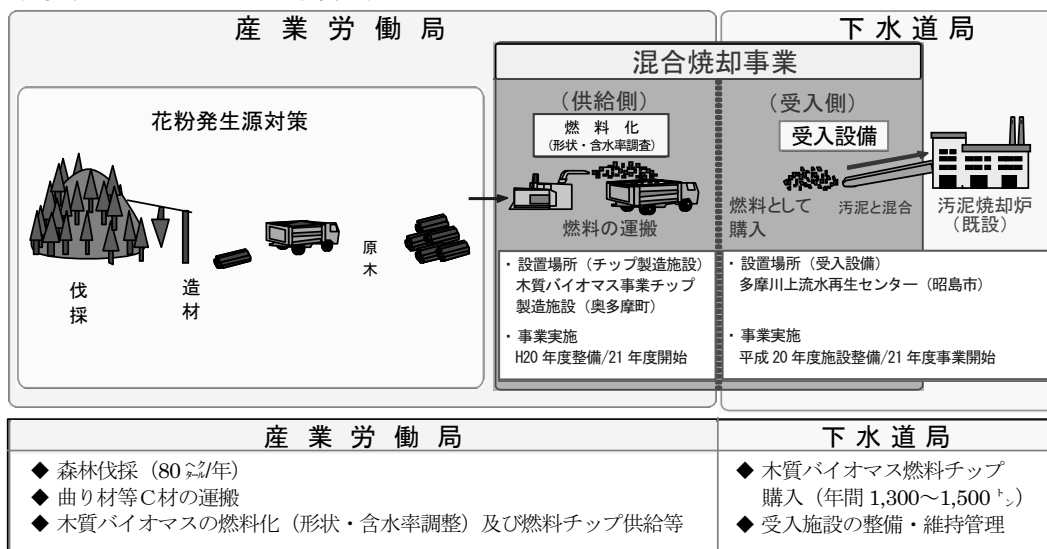 産業労働局
下水道局
混合焼却事業
花粉発生源対策
(供給側)
燃料化
(形状・含水率調査)
燃料の運搬
(受入側)
受入設備
燃料として
購入
汚泥と混合
汚泥焼却炉
(既設)
伐採
造材
原木
・設置場所(チップ製造施設)
木質バイオマス事業チップ
製造施設(奥多摩町)
・事業実施
H20 年度整備/21 年度開始
・設置場所(受入設備)
多摩川上流水再生センター(昭島市)
・事業実施
平成 20 年度施設整備/21 年度事業開始
産業労働局
◆ 森林伐採(80 ヘクタール/年)
◆ 曲り材等C材の運搬
◆ 木質バイオマスの燃料化(形状・含水率調整)及び燃料チップ供給等
下水道局
◆ 木質バイオマス燃料チップ
購入(年間 1,300〜1,500 トン)
◆ 受入施設の整備・維持管理